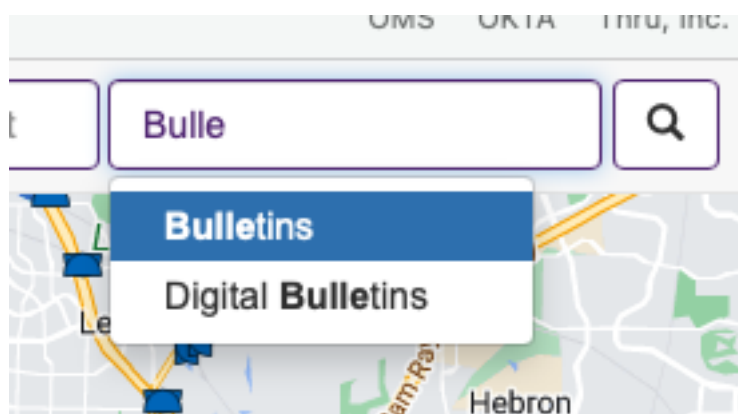 OMS OKTA Thru, Inc.
Bulle
Bulletins
Digital Bulletins
Le
Hebron